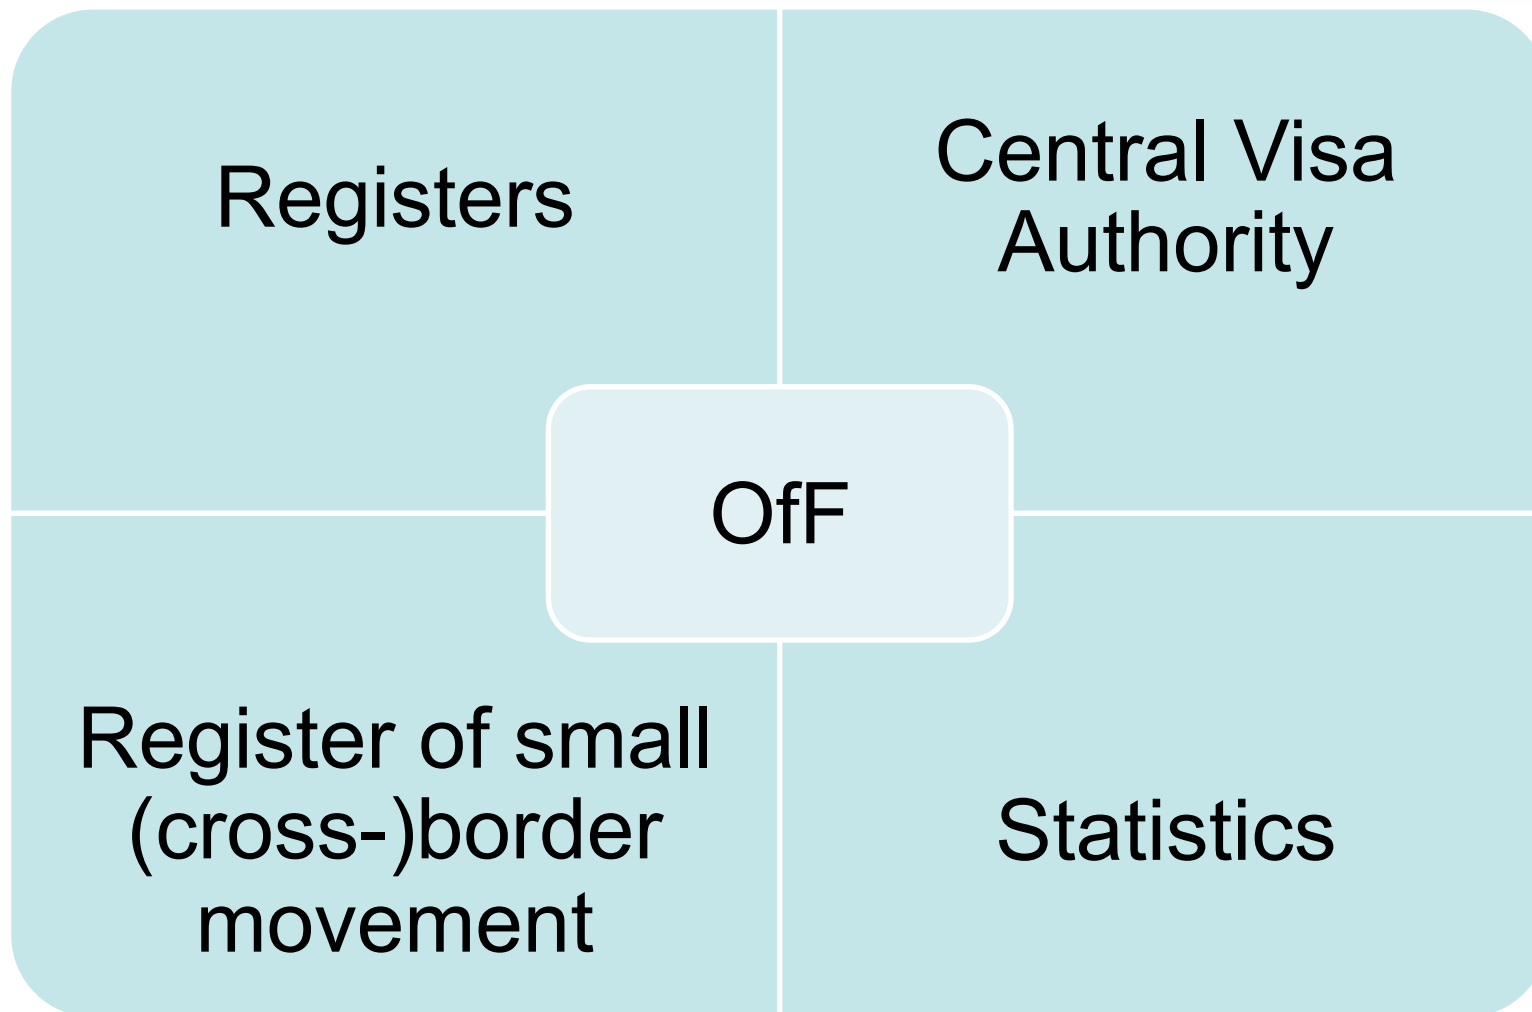 Registers
Central Visa
Authority
OfF
Register of small
(cross-)border
movement
Statistics